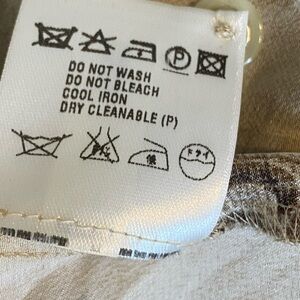 P
DO NOT WASH
DO NOT BLEACH
COOL IRON
DRY CLEANABLE (P)